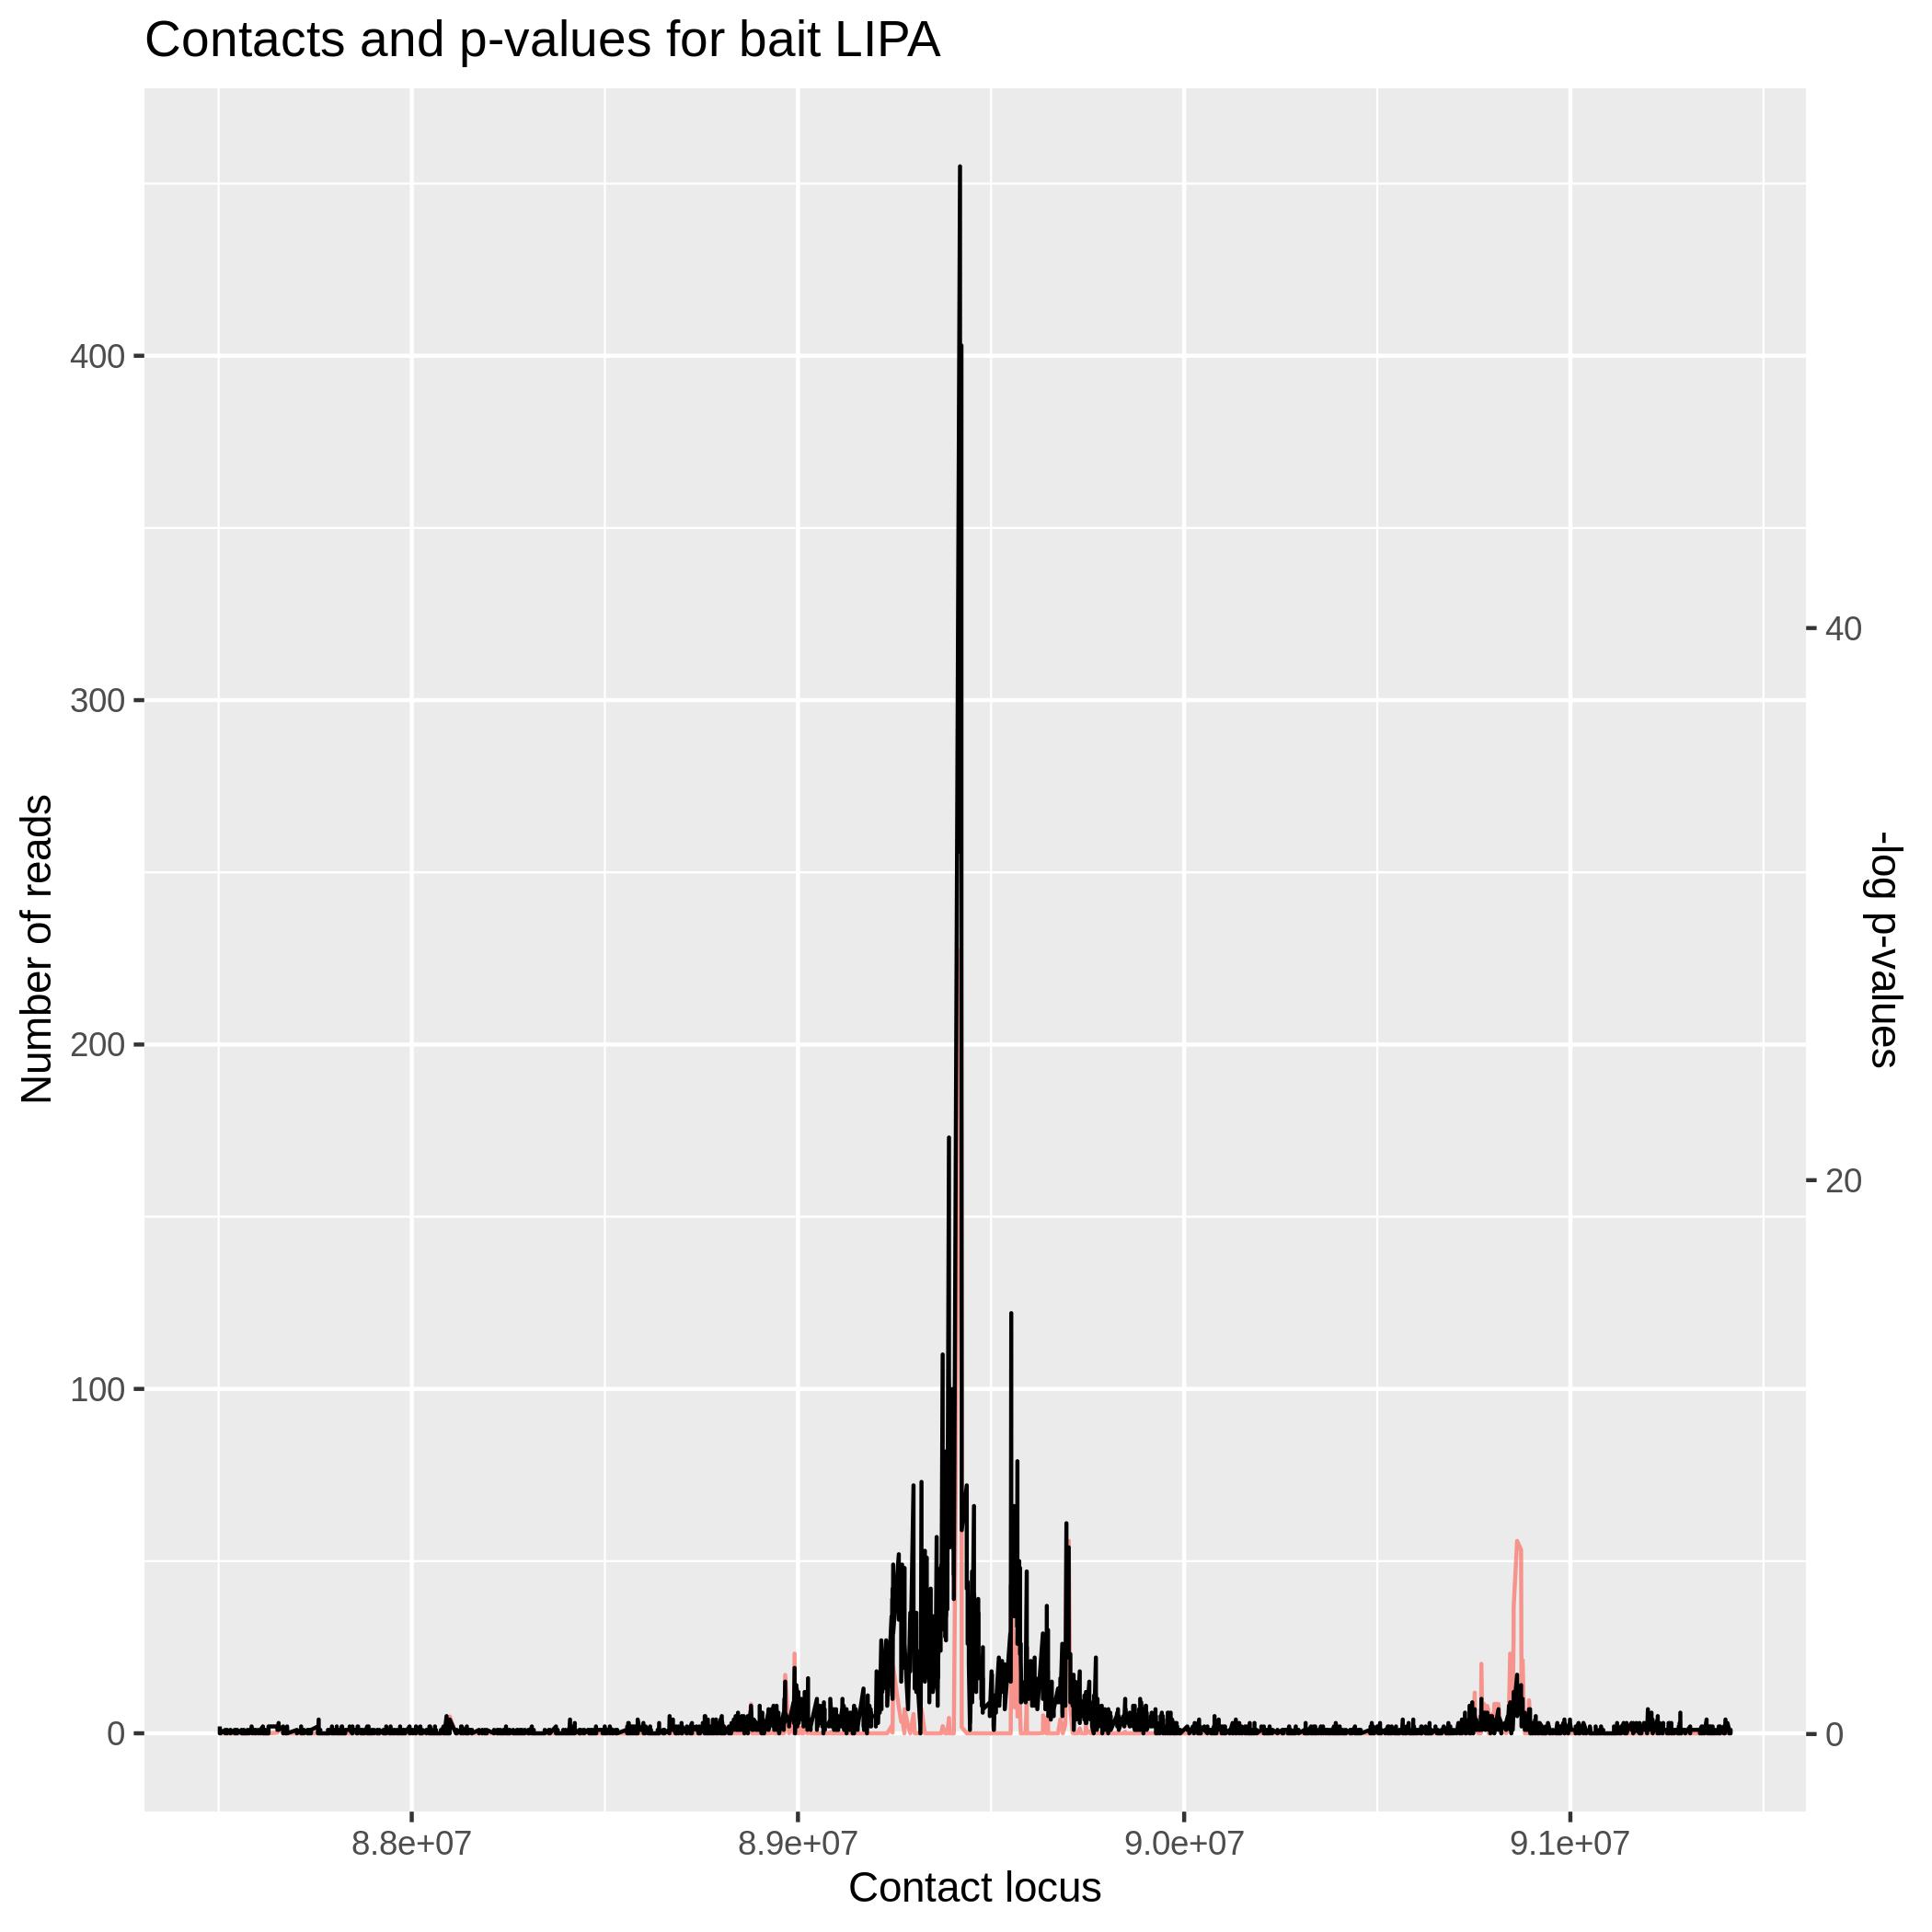 Contacts and p-values for bait LIPA
Number of reads
400
300
200
100
0
40
20
0
-log p-values
8.8e+07 8.9e+07 9.0e+07 9.1e+07
Contact locus